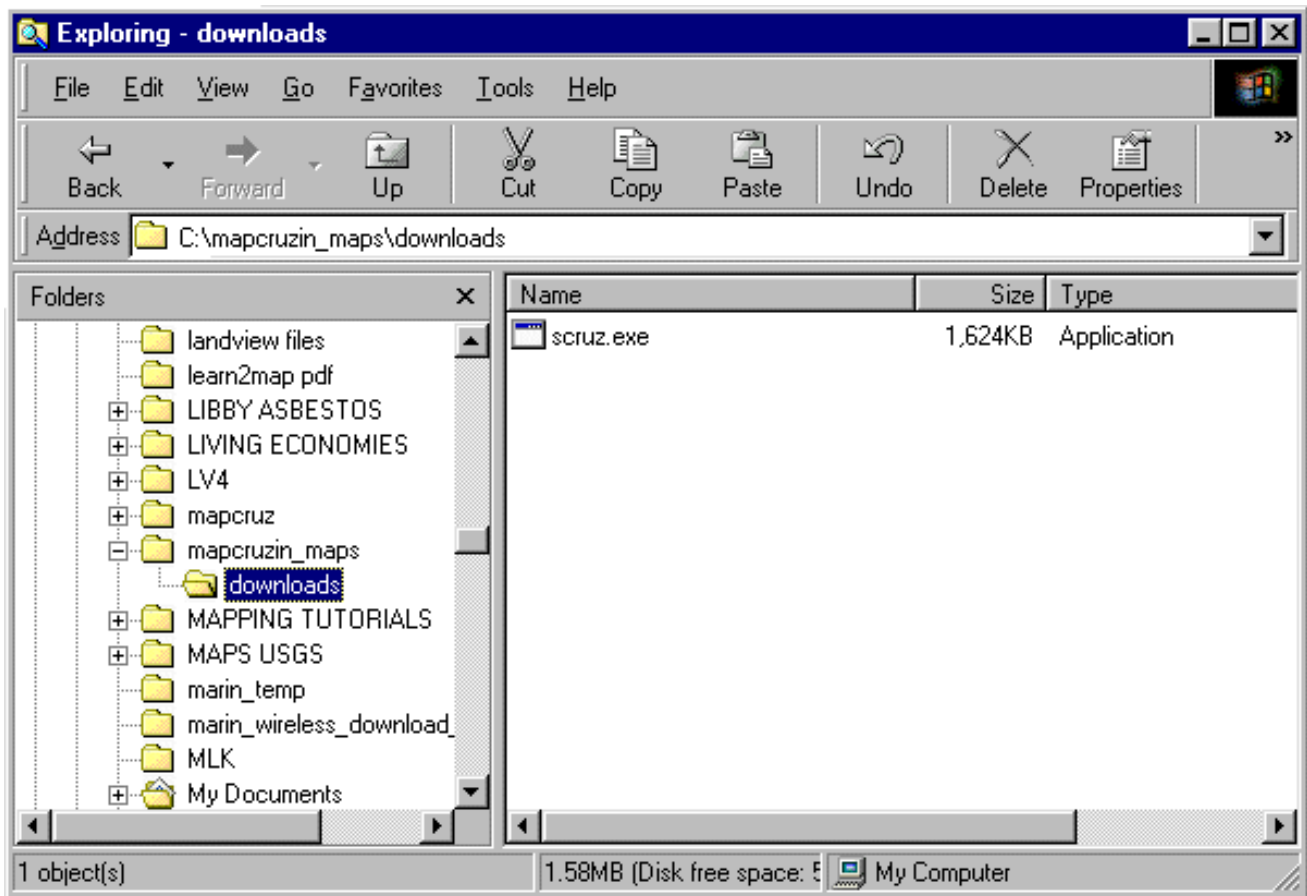 Exploring - downloads
File Edit View Go Favorites Tools Help
Back Forward Up Cut Copy Paste Undo Delete Properties »
Address C:\mapcruzin_maps\downloads
Folders
landview files
learn2map pdf
LIBBY ASBESTOS
LIVING ECONOMIES
LV4
mapcruz
mapcruzin_maps
downloads
MAPPING TUTORIALS
MAPS USGS
marin_temp
marin_wireless_download_
MLK
My Documents
Name Size Type
scruz.exe 1,624KB Application
1 object(s) 1.58MB (Disk free space: 5 My Computer